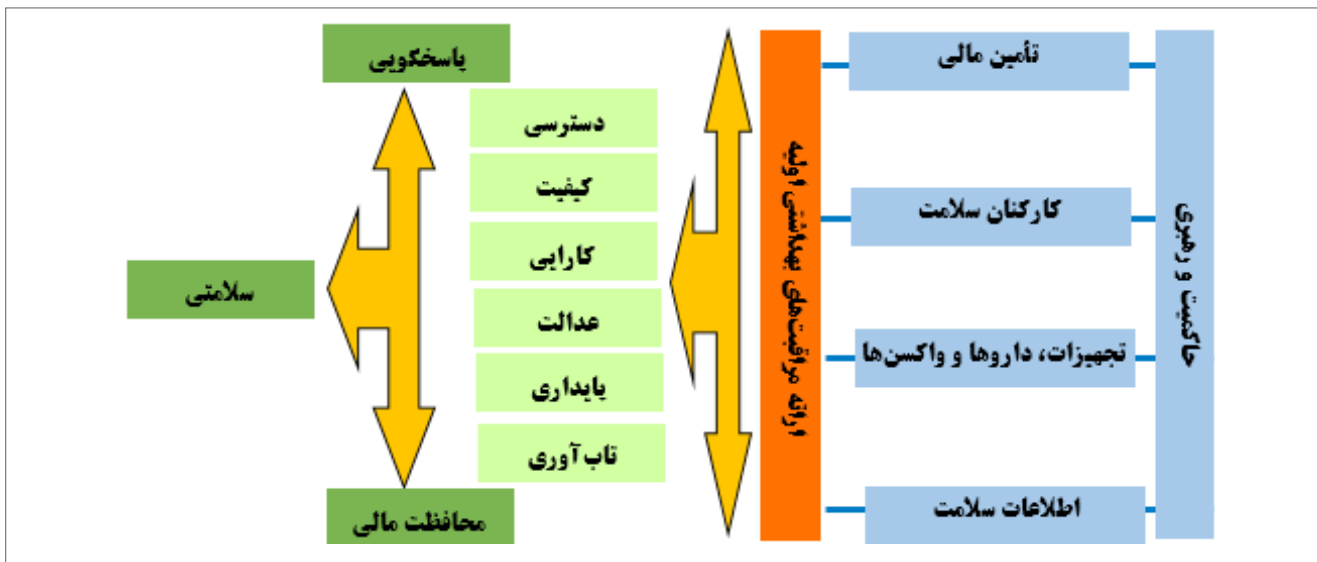 حاکمیت و رهبری
تأمین مالی
کارکنان سلامت
تجهیزات، داروها و واکسن‌ها
اطلاعات سلامت
ارائه مراقبت‌های بهداشتی اولیه
دسترسی
کیفیت
کارایی
عدالت
پایداری
تاب‌آوری
پاسخگویی
سلامتی
محافظت مالی